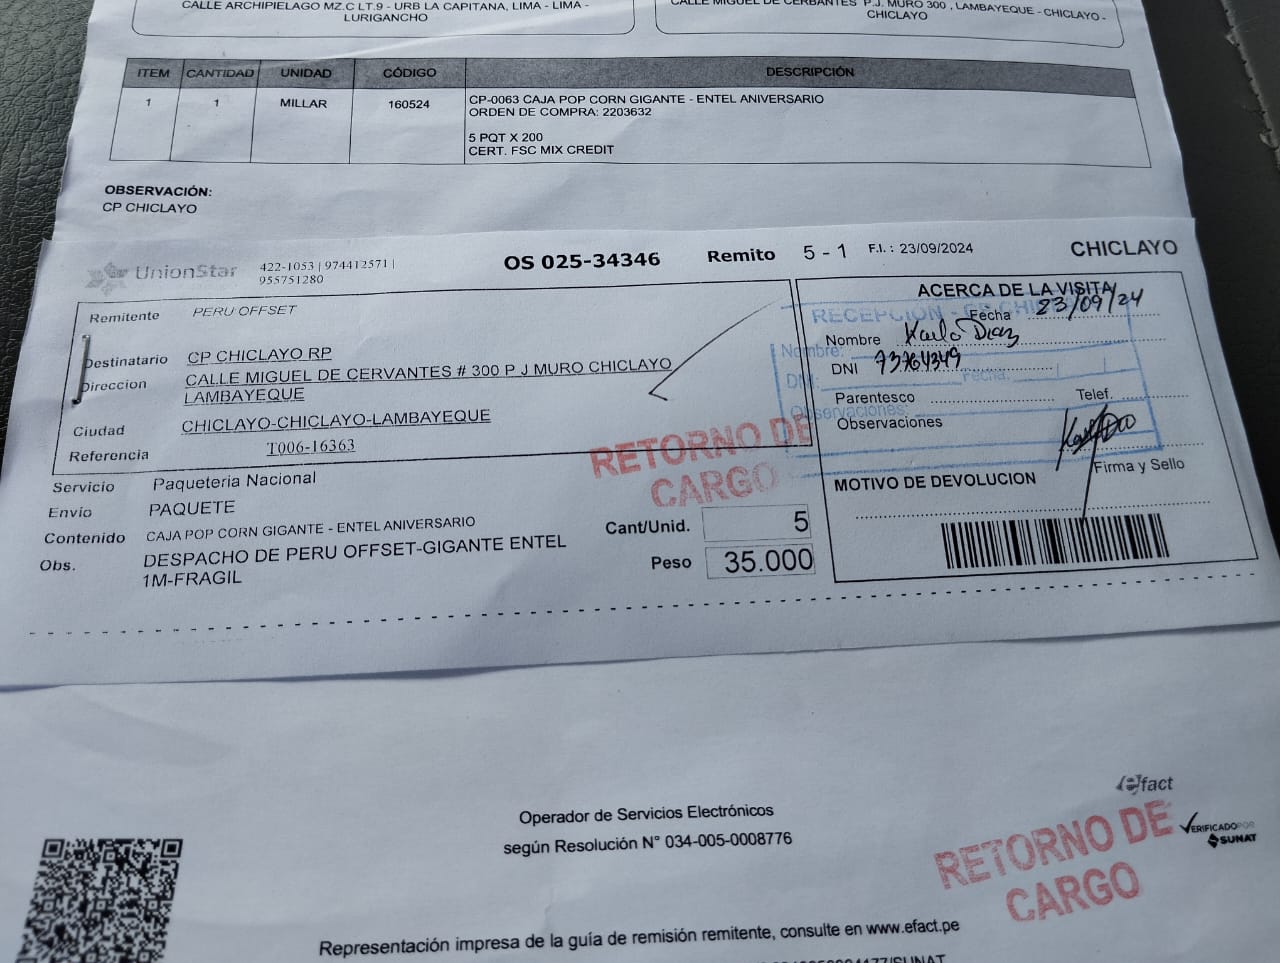 CALLE ARCHIPIELAGO MZ.C LT.9 - URB LA CAPITANA, LIMA - LIMA -
LURIGANCHO
CALLE MIGUEL DE CERBANTES P.J. MURO 300 , LAMBAYEQUE - CHICLAYO -
CHICLAYO
ITEM CANTIDAD UNIDAD CÓDIGO DESCRIPCIÓN
1 1 MILLAR 160524 CP-0063 CAJA POP CORN GIGANTE - ENTEL ANIVERSARIO
ORDEN DE COMPRA: 2203632
5 PQT X 200
CERT. FSC MIX CREDIT
OBSERVACIÓN:
CP CHICLAYO
UnionStar 422-1053 | 974412571 |
955751280
OS 025-34346 Remito 5 - 1 F.I. : 23/09/2024 CHICLAYO
Remitente PERU OFFSET
Destinatario CP CHICLAYO RP
Direccion CALLE MIGUEL DE CERVANTES # 300 P J MURO CHICLAYO
LAMBAYEQUE
Ciudad CHICLAYO-CHICLAYO-LAMBAYEQUE
Referencia T006-16363
Servicio Paqueteria Nacional
Envio PAQUETE
Contenido CAJA POP CORN GIGANTE - ENTEL ANIVERSARIO
Obs. DESPACHO DE PERU OFFSET-GIGANTE ENTEL
1M-FRAGIL
RETORNO DE
CARGO
Cant/Unid. 5
Peso 35.000
ACERCA DE LA VISITA
RECEPCION - CP CHI
Fecha 23/09/24
Nombre Karlo Diaz
Nombre:
DNI 73764349
Fecha:
Parentesco Telef.
Observaciones:
Observaciones
Firma y Sello
MOTIVO DE DEVOLUCION
efact
Operador de Servicios Electrónicos
según Resolución N° 034-005-0008776
RETORNO DE
CARGO
VERIFICADO POR
SUNAT
Representación impresa de la guía de remisión remitente, consulte en www.efact.pe